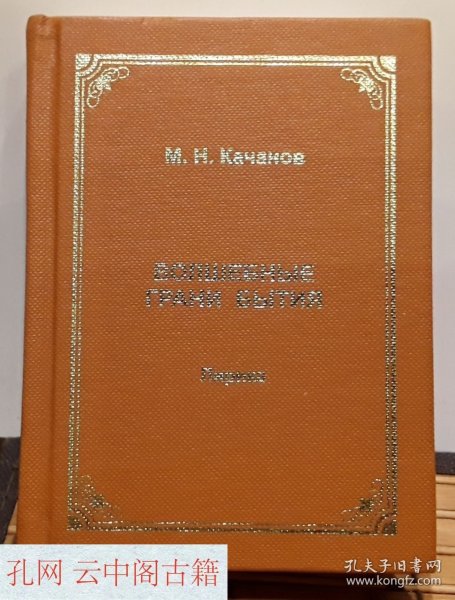 М. Н. Качанов
ВОЛШЕБНЫЕ
ГРАНИ БЫТИЯ
Лирика
孔网 云中阁古籍
孔夫子旧书网
www.kongfz.com